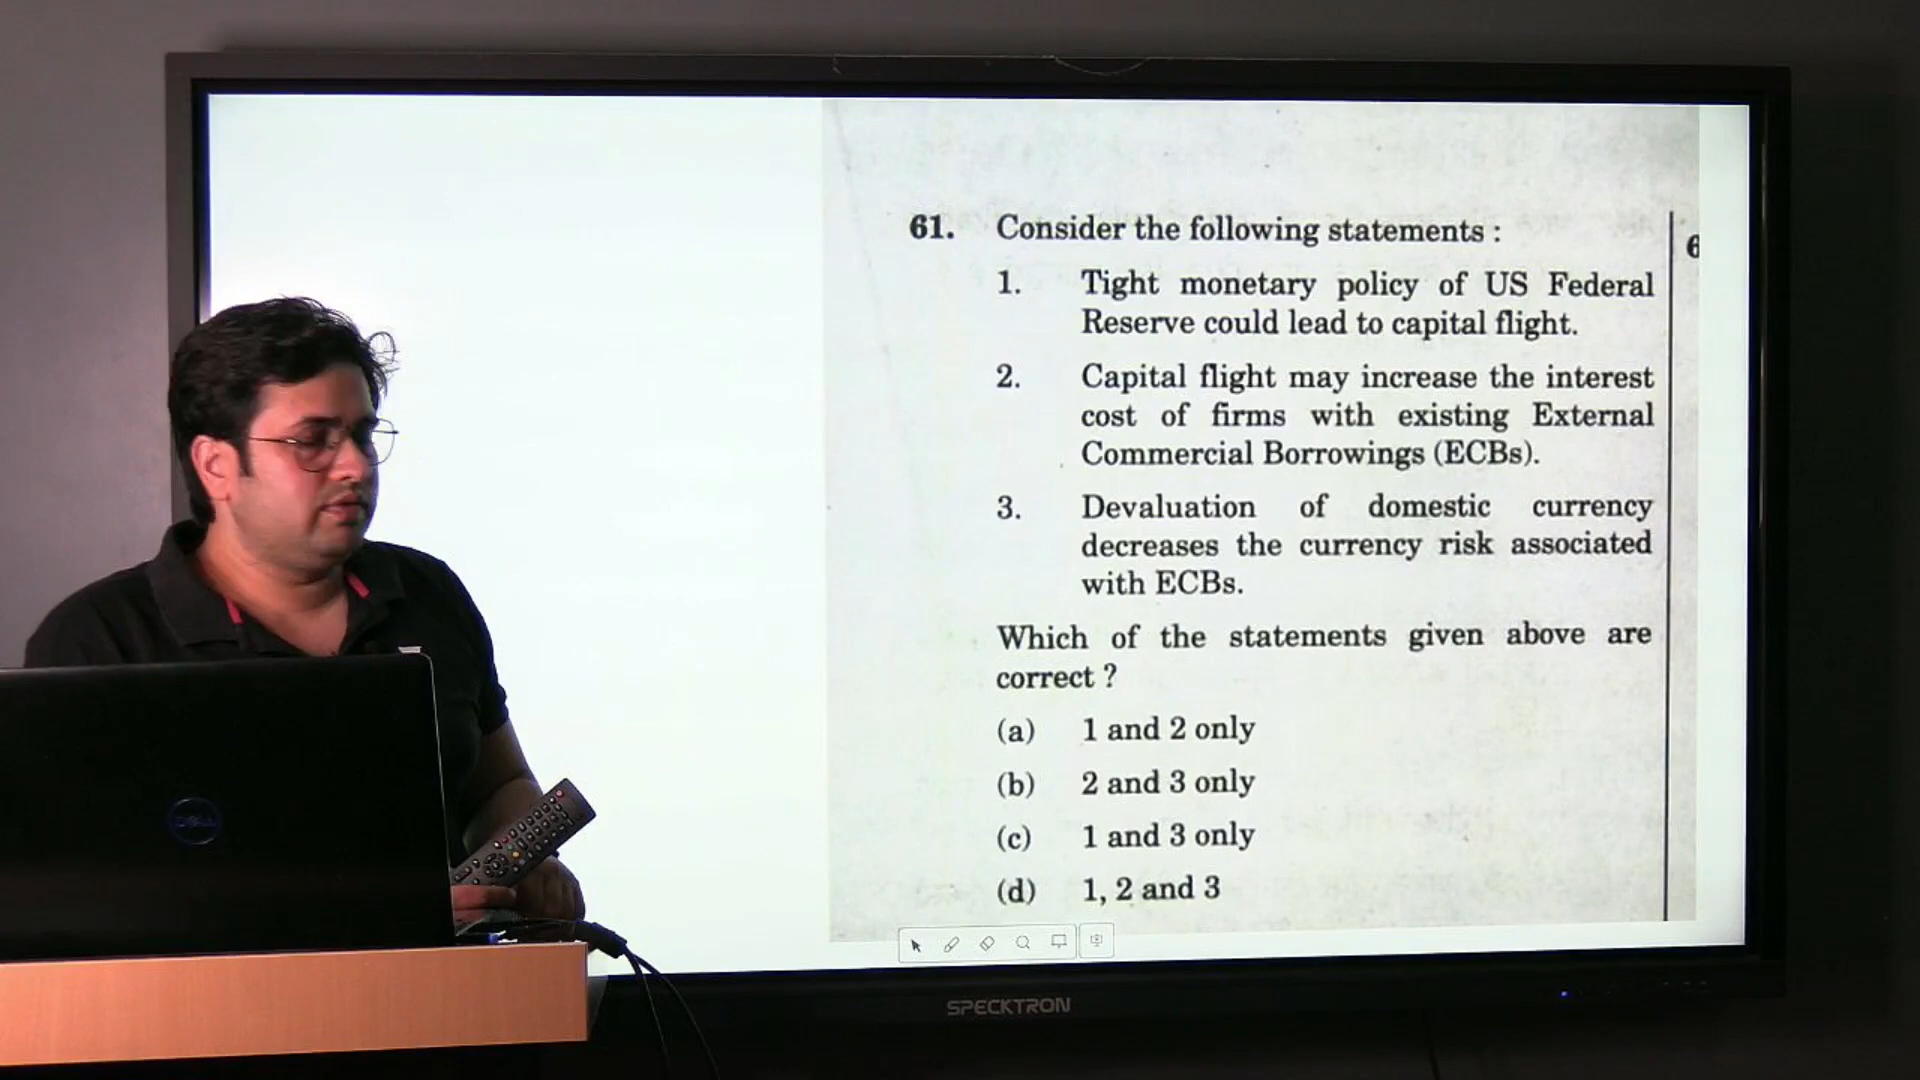 61. Consider the following statements :
1. Tight monetary policy of US Federal
Reserve could lead to capital flight.
2. Capital flight may increase the interest
cost of firms with existing External
Commercial Borrowings (ECBs).
3. Devaluation of domestic currency
decreases the currency risk associated
with ECBs.
Which of the statements given above are
correct ?
(a) 1 and 2 only
(b) 2 and 3 only
(c) 1 and 3 only
(d) 1, 2 and 3
6
DELL
SPECKTRON